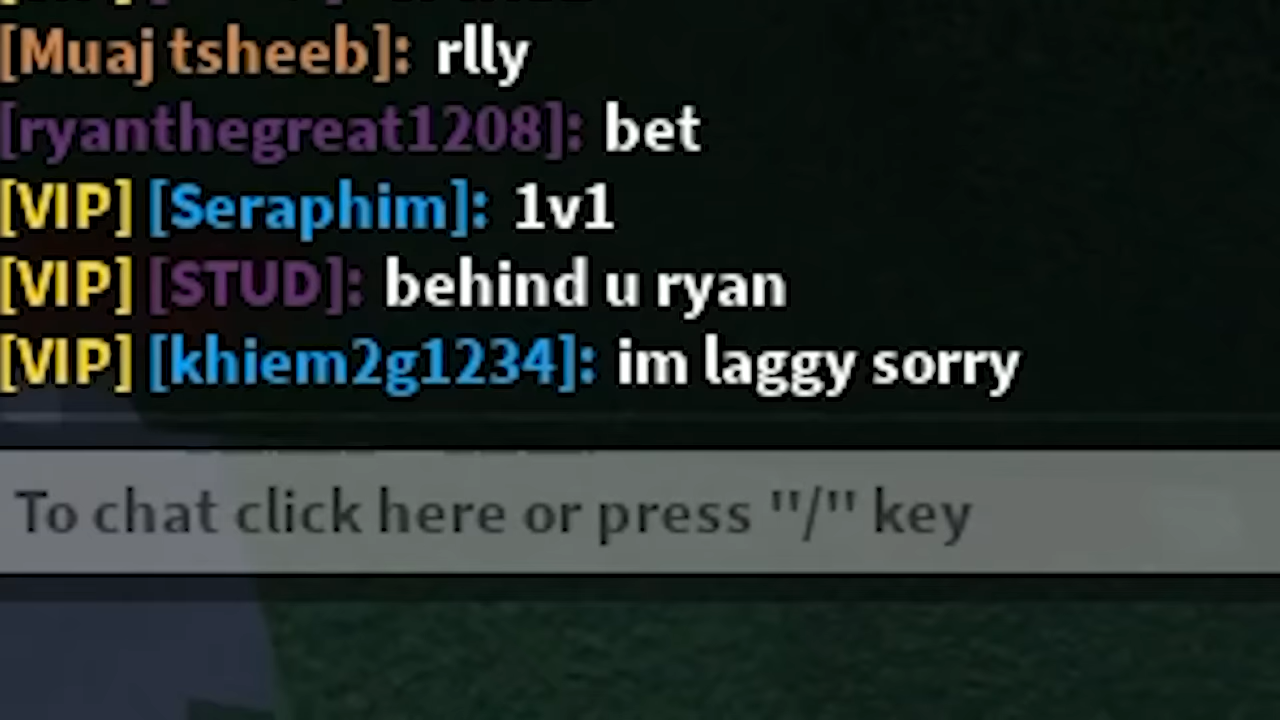 [Muaj tsheeb]: rlly
[ryanthegreat1208]: bet
[VIP] [Seraphim]: 1v1
[VIP] [STUD]: behind u ryan
[VIP] [khiem2g1234]: im laggy sorry
To chat click here or press "/" key